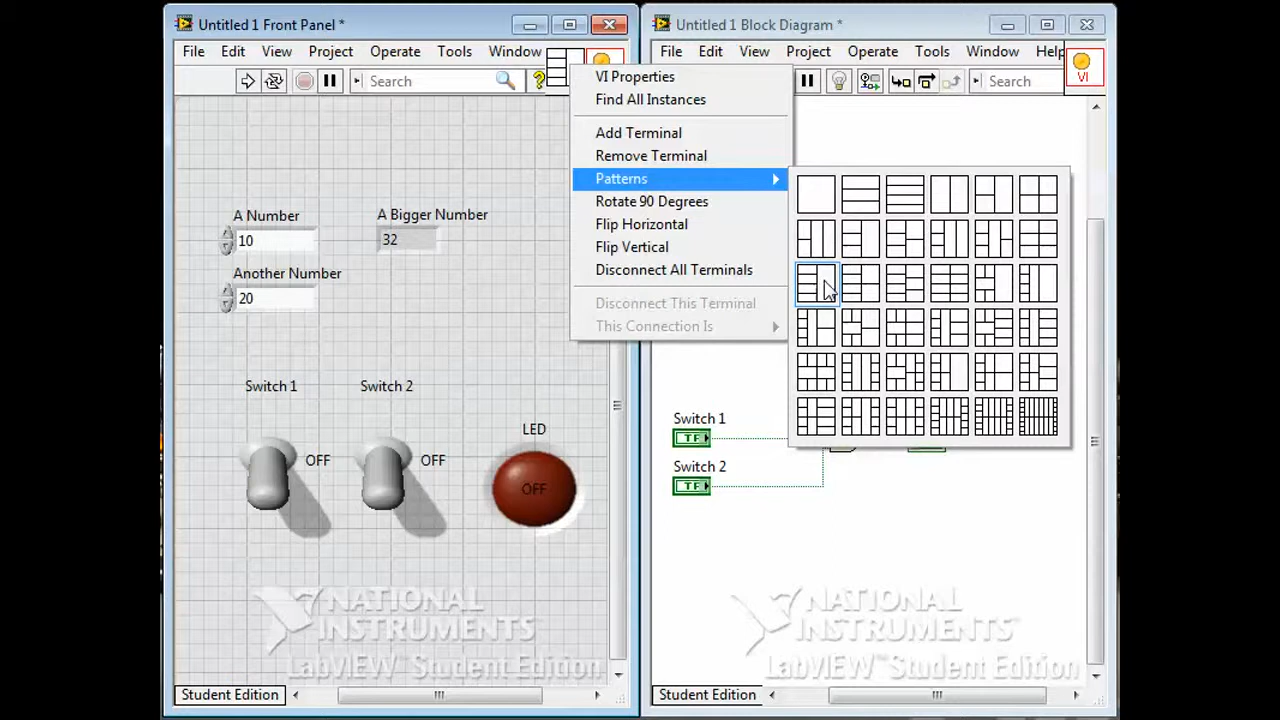 Untitled 1 Front Panel *
File Edit View Project Operate Tools Window
Search
?
VI Properties
Find All Instances
Add Terminal
Remove Terminal
Patterns
Rotate 90 Degrees
Flip Horizontal
Flip Vertical
Disconnect All Terminals
Disconnect This Terminal
This Connection Is
A Number
10
A Bigger Number
32
Another Number
20
Switch 1
OFF
Switch 2
OFF
LED
OFF
NATIONAL
INSTRUMENTS™
LabVIEW™ Student Edition
Student Edition
Untitled 1 Block Diagram *
File Edit View Project Operate Tools Window Help
Search
VI
Switch 1
TF
Switch 2
TF
NATIONAL
INSTRUMENTS™
LabVIEW™ Student Edition
Student Edition